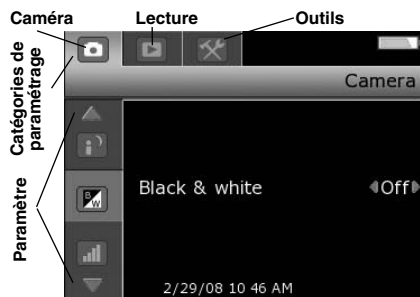 Caméra Lecture Outils
Catégories de
paramétrage
Camera
Paramètre
B
W
Black & white Off
2/29/08 10 46 AM